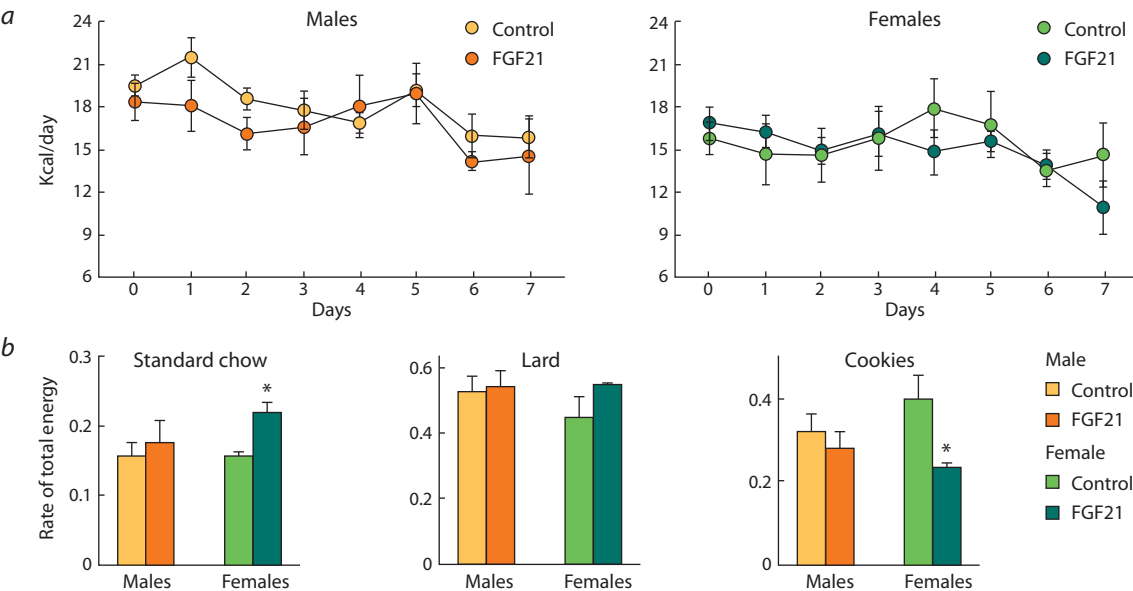 a
Males
Control
FGF21
Kcal/day
24
21
18
15
12
9
6
0 1 2 3 4 5 6 7
Days
Females
Control
FGF21
24
21
18
15
12
9
6
0 1 2 3 4 5 6 7
Days
b
Standard chow
Rate of total energy
0.3
0.2
0.1
0
*
Males Females
Lard
0.6
0.4
0.2
0
Males Females
Cookies
0.4
0.2
0
*
Males Females
Male
Control
FGF21
Female
Control
FGF21